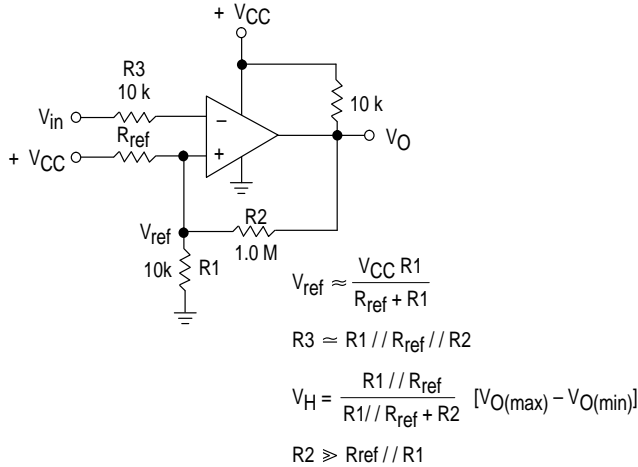 + VCC
R3
10 k
Vin
−
10 k
Rref
+ VCC
+
VO
Vref
R2
1.0 M
10k
R1
Vref ≈ VCC R1 / Rref + R1
R3 ≃ R1 / / Rref / / R2
VH = R1 / / Rref / R1/ / Rref + R2 [VO(max) − VO(min)]
R2 ≫ Rref / / R1